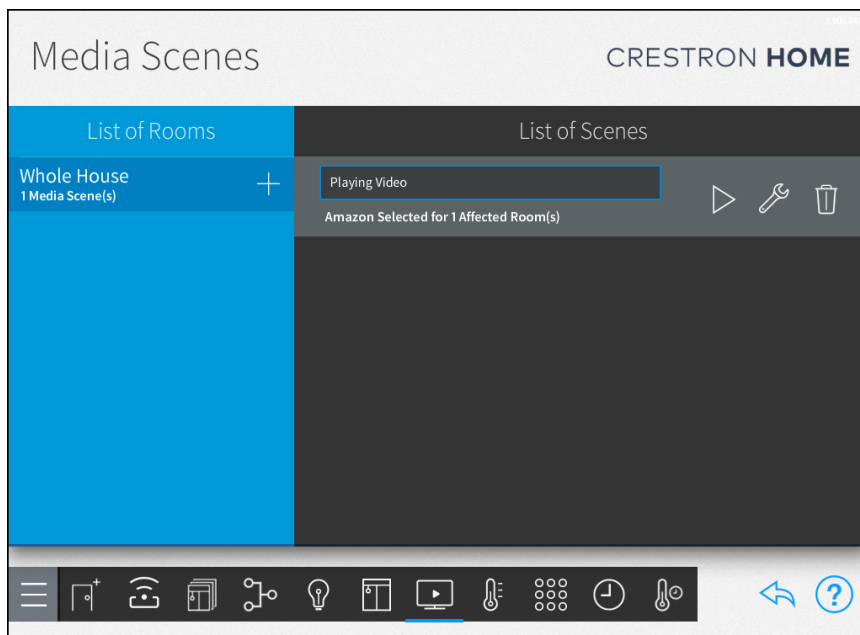 Media Scenes
CRESTRON HOME
List of Rooms
List of Scenes
Whole House
1 Media Scene(s)
Playing Video
Amazon Selected for 1 Affected Room(s)
?